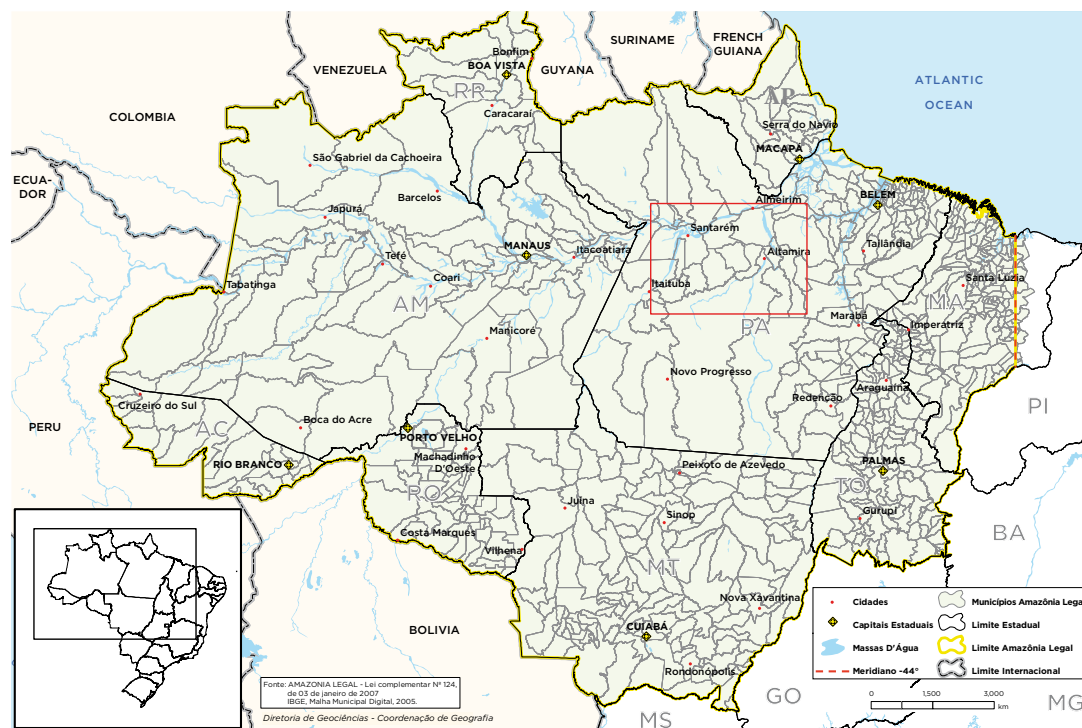 SURINAME
FRENCH
GUIANA
VENEZUELA
GUYANA
Bonfim
BOA VISTA
RR
Caracaraí
ATLANTIC
OCEAN
COLOMBIA
AP
Serra do Navio
MACAPÁ
São Gabriel da Cachoeira
ECUA-
DOR
Barcelos
Japurá
Almeirim
BELÉM
Santarém
MANAUS
Itacoatiara
Tailândia
Altamira
Tefé
Coari
Tabatinga
AM
Itaituba
Santa Luzia
MA
PA
Marabá
Imperatriz
Manicoré
Novo Progresso
Araguaína
Redenção
Cruzeiro do Sul
PERU
AC
Boca do Acre
PI
PORTO VELHO
Machadinho
D'Oeste
RIO BRANCO
RO
Peixoto de Azevedo
PALMAS
TO
Juína
Sinop
Gurupi
Costa Marques
Vilhena
BA
MT
Nova Xavantina
BOLIVIA
CUIABÁ
Rondonópolis
GO
MS
MG
Cidades
Capitais Estaduais
Massas D'Água
Meridiano -44°
Municípios Amazônia Legal
Limite Estadual
Limite Amazônia Legal
Limite Internacional
0 1,500 3,000
km
Fonte: AMAZONIA LEGAL - Lei complementar Nº 124,
de 03 de janeiro de 2007
IBGE, Malha Municipal Digital, 2005.
Diretoria de Geociências - Coordenação de Geografia